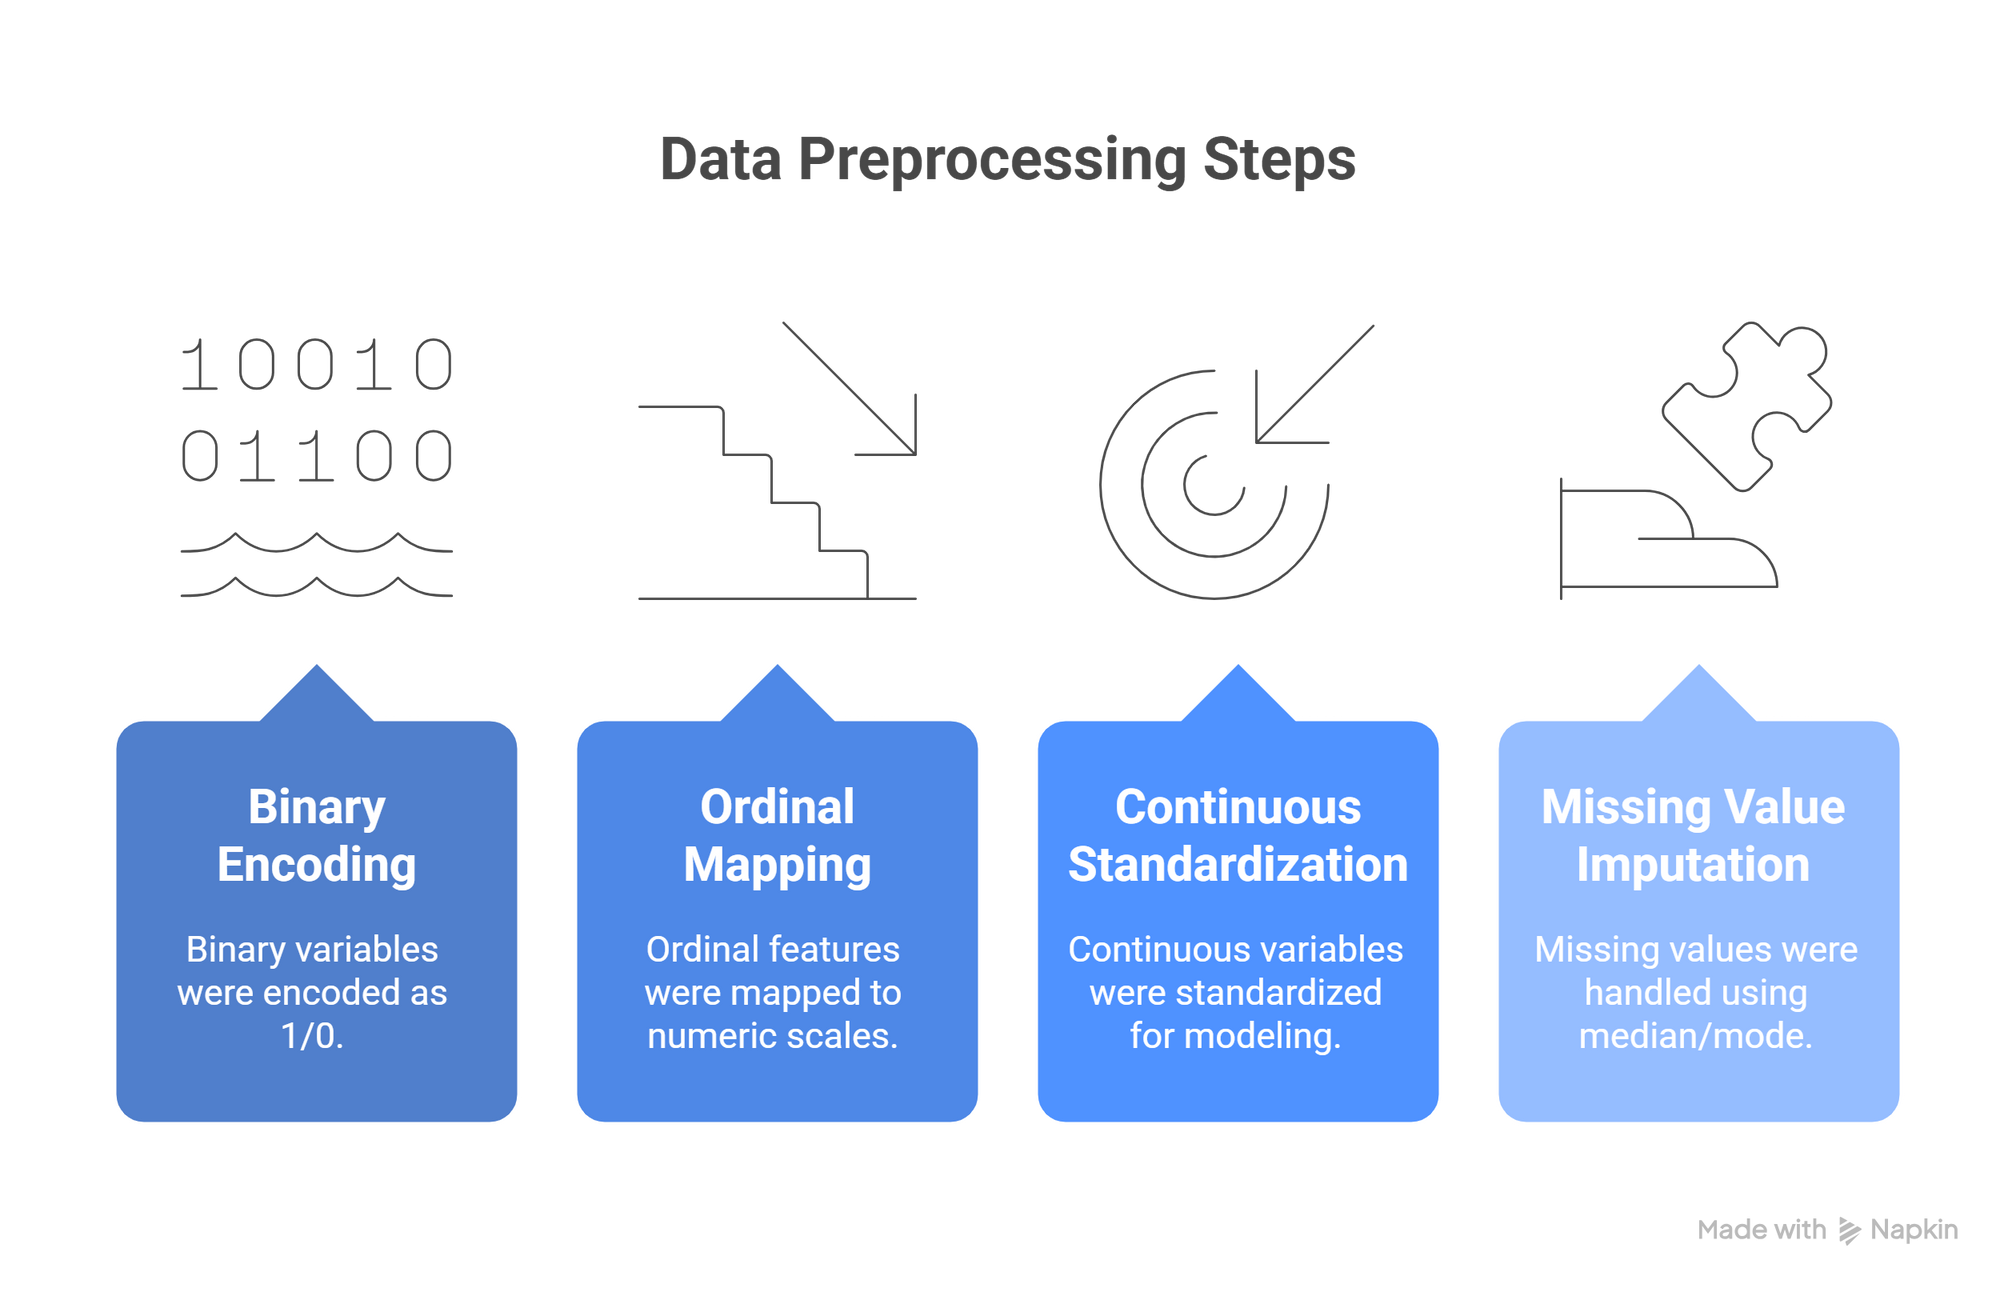 Data Preprocessing Steps
10010
01100
Binary
Encoding
Binary variables
were encoded as
1/0.
Ordinal
Mapping
Ordinal features
were mapped to
numeric scales.
Continuous
Standardization
Continuous variables
were standardized
for modeling.
Missing Value
Imputation
Missing values were
handled using
median/mode.
Made with Napkin